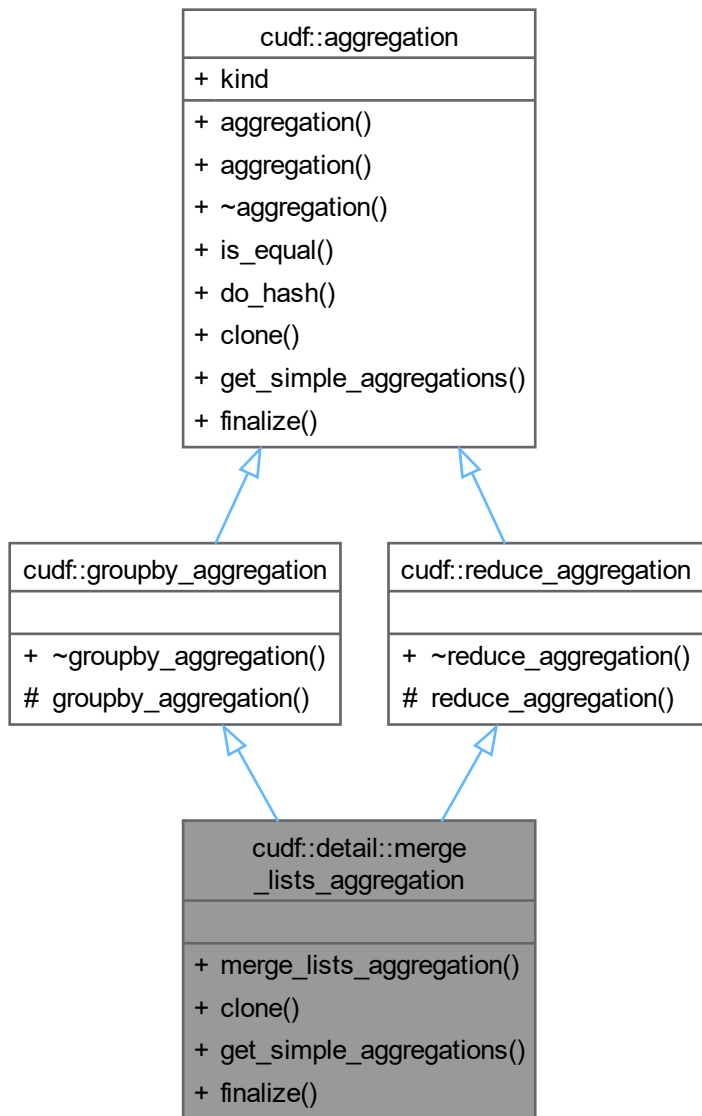 cudf::aggregation
+ kind
+ aggregation()
+ aggregation()
+ ~aggregation()
+ is_equal()
+ do_hash()
+ clone()
+ get_simple_aggregations()
+ finalize()
cudf::groupby_aggregation
+ ~groupby_aggregation()
# groupby_aggregation()
cudf::reduce_aggregation
+ ~reduce_aggregation()
# reduce_aggregation()
cudf::detail::merge
_lists_aggregation
+ merge_lists_aggregation()
+ clone()
+ get_simple_aggregations()
+ finalize()